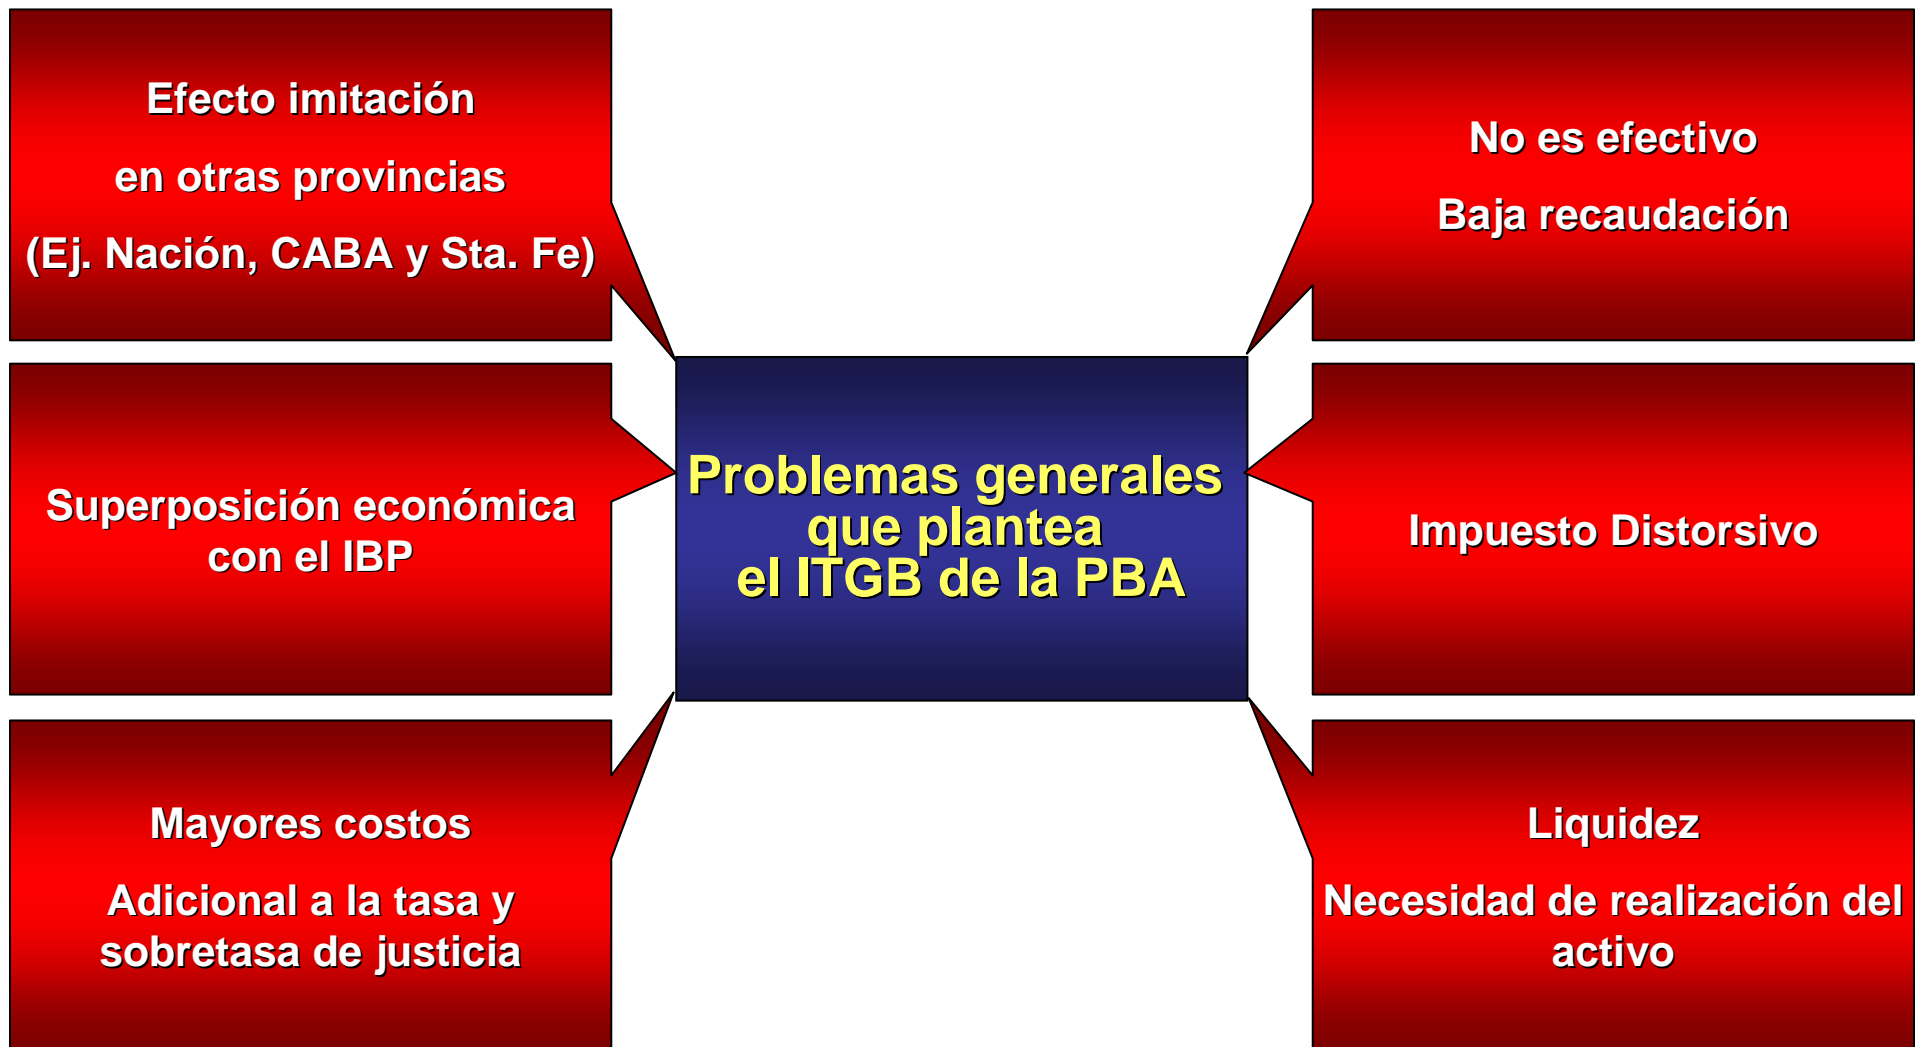 Efecto imitación
en otras provincias
(Ej. Nación, CABA y Sta. Fe)
No es efectivo
Baja recaudación
Superposición económica
con el IBP
Problemas generales
que plantea
el ITGB de la PBA
Impuesto Distorsivo
Mayores costos
Adicional a la tasa y
sobretasa de justicia
Liquidez
Necesidad de realización del
activo